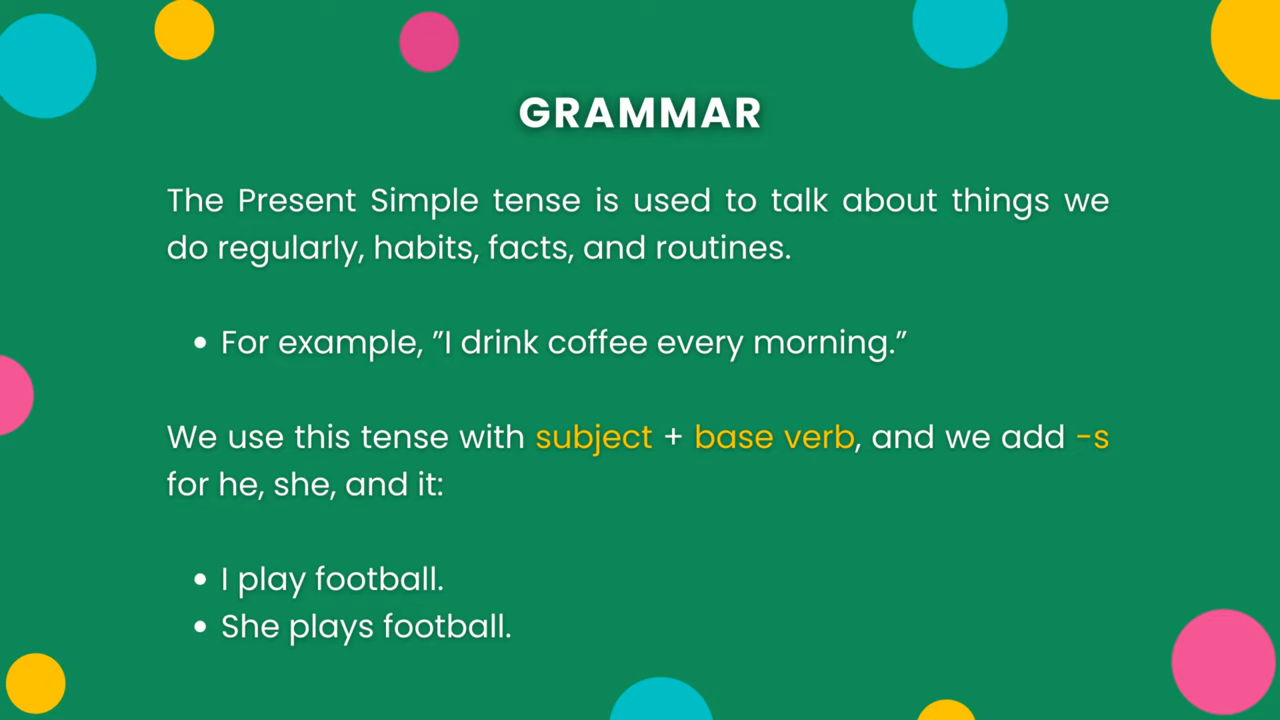 GRAMMAR
The Present Simple tense is used to talk about things we
do regularly, habits, facts, and routines.
• For example, ”I drink coffee every morning.”
We use this tense with subject + base verb, and we add -s
for he, she, and it:
• I play football.
• She plays football.